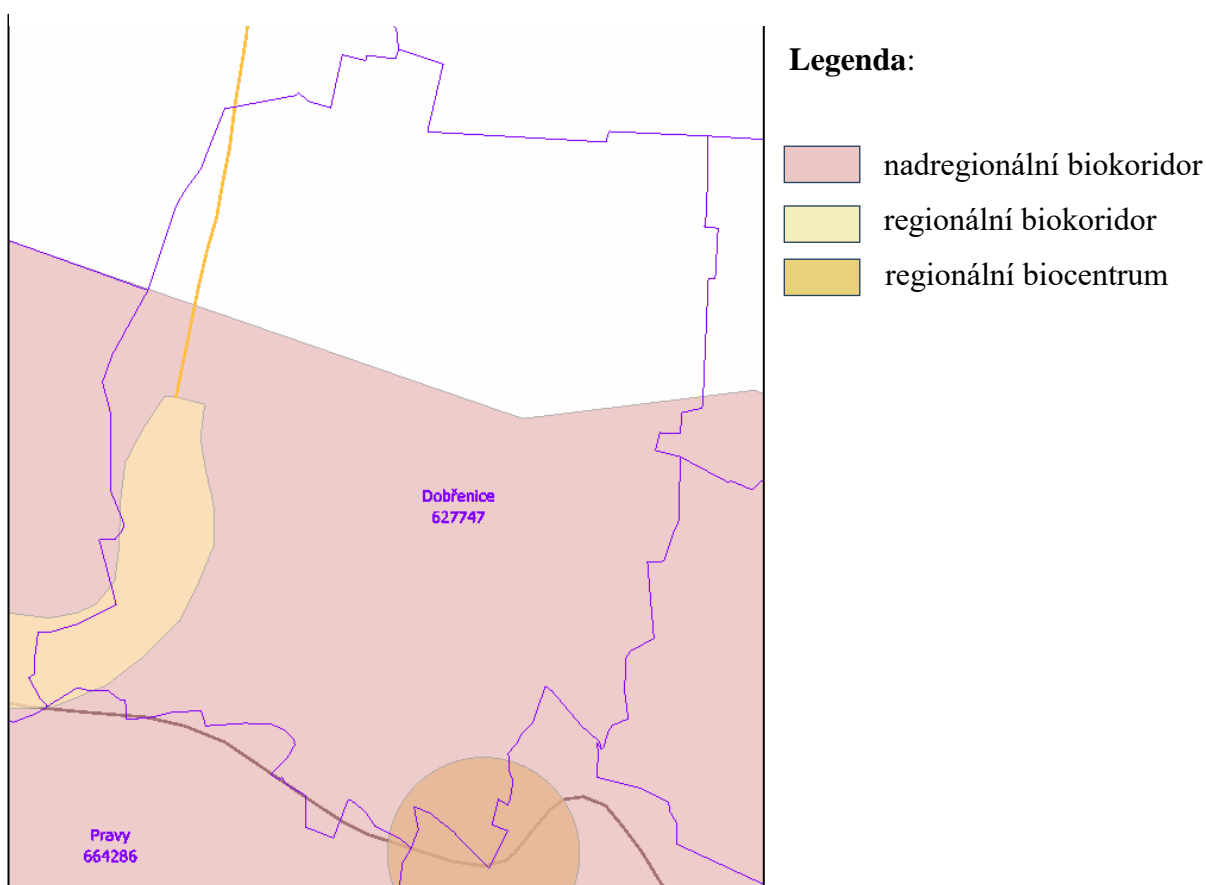 Legenda:
nadregionální biokoridor
regionální biokoridor
regionální biocentrum
Dobřenice
627747
Pravy
664286